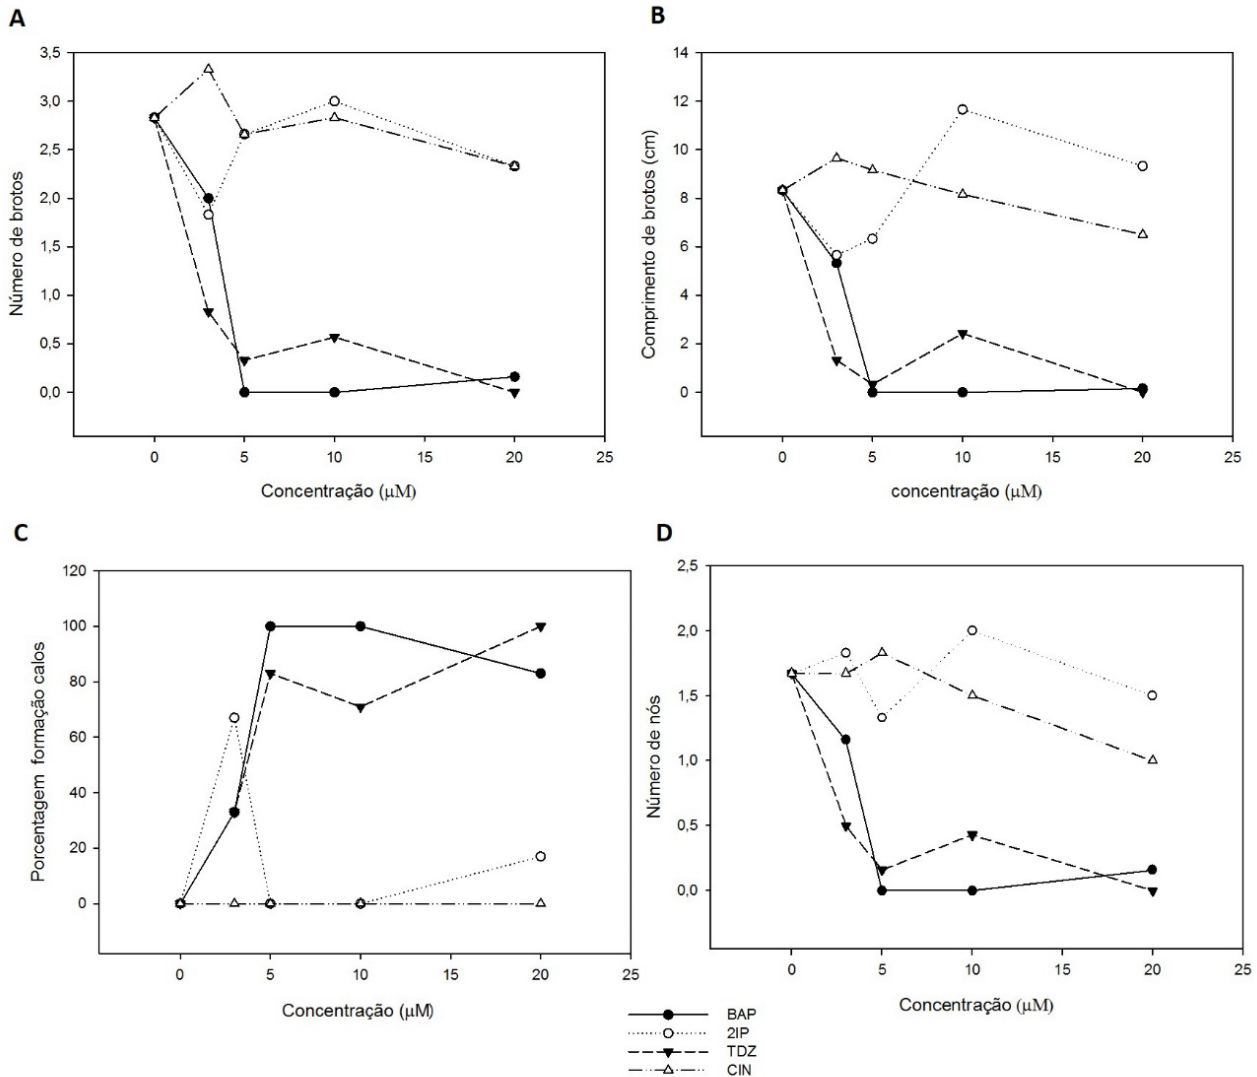 A
Número de brotos
3,5
3,0
2,5
2,0
1,5
1,0
0,5
0,0
0 5 10 15 20 25
Concentração (µM)
B
Comprimento de brotos (cm)
14
12
10
8
6
4
2
0
0 5 10 15 20 25
concentração (µM)
C
Porcentagem formação calos
120
100
80
60
40
20
0
0 5 10 15 20 25
Concentração (µM)
D
Número de nós
2,5
2,0
1,5
1,0
0,5
0,0
0 5 10 15 20 25
Concentração (µM)
BAP
2IP
TDZ
CIN